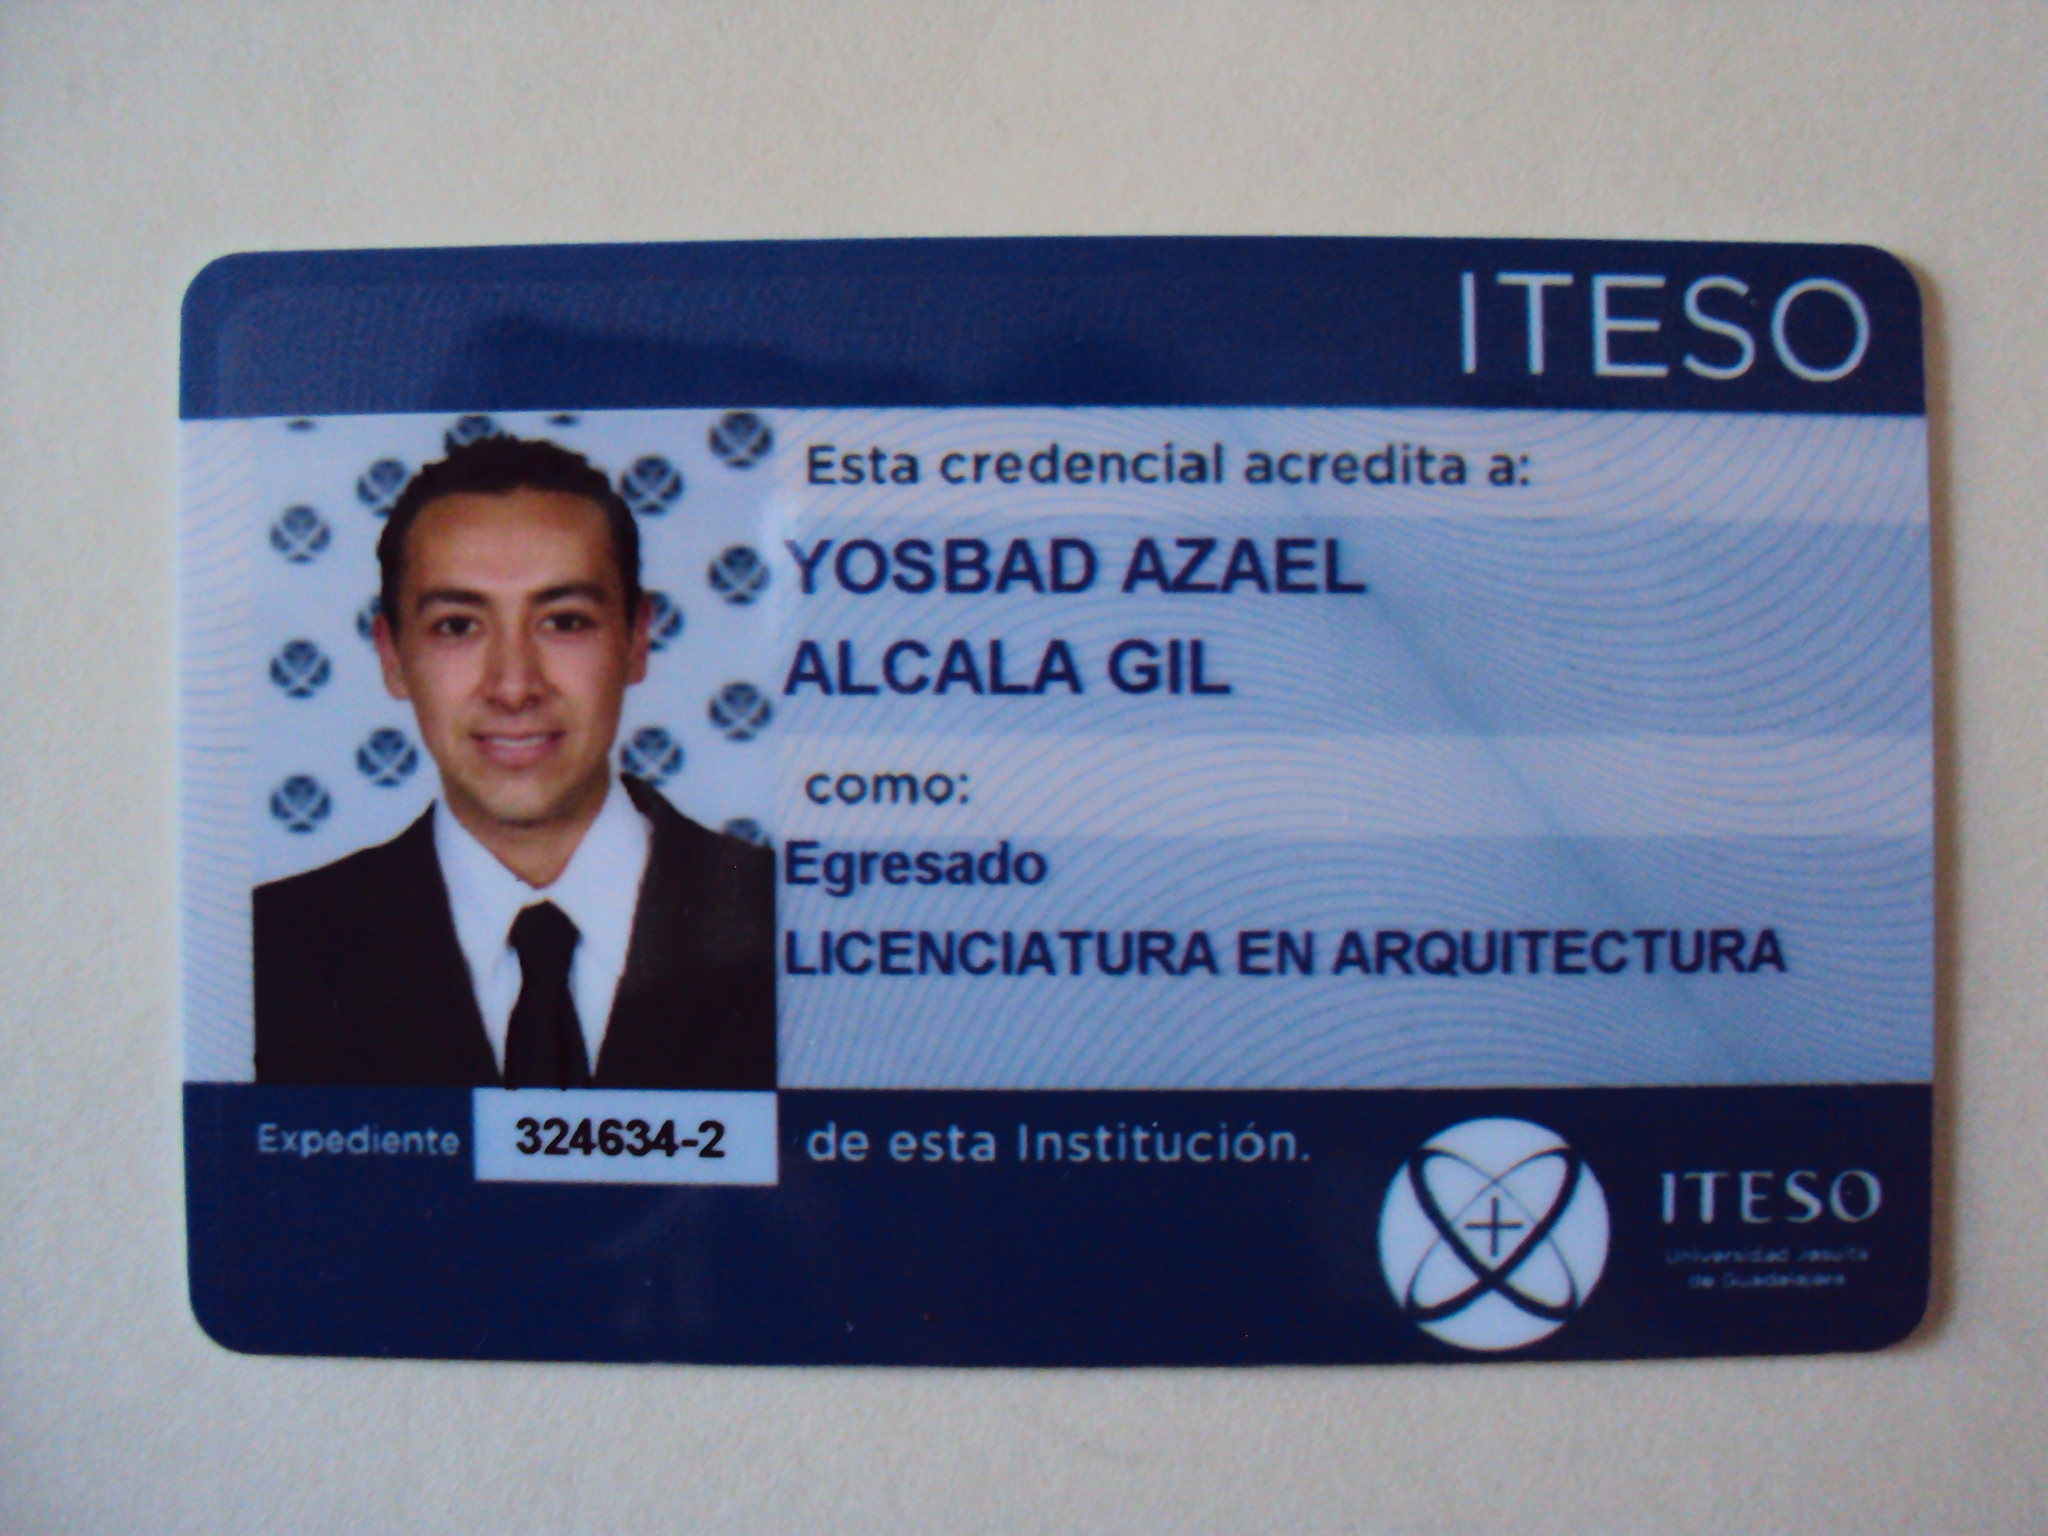 ITESO
Esta credencial acredita a:
YOSBAD AZAEL
ALCALA GIL
como:
Egresado
LICENCIATURA EN ARQUITECTURA
Expediente 324634-2 de esta Institución.
ITESO
Universidad Jesuita
de Guadalajara